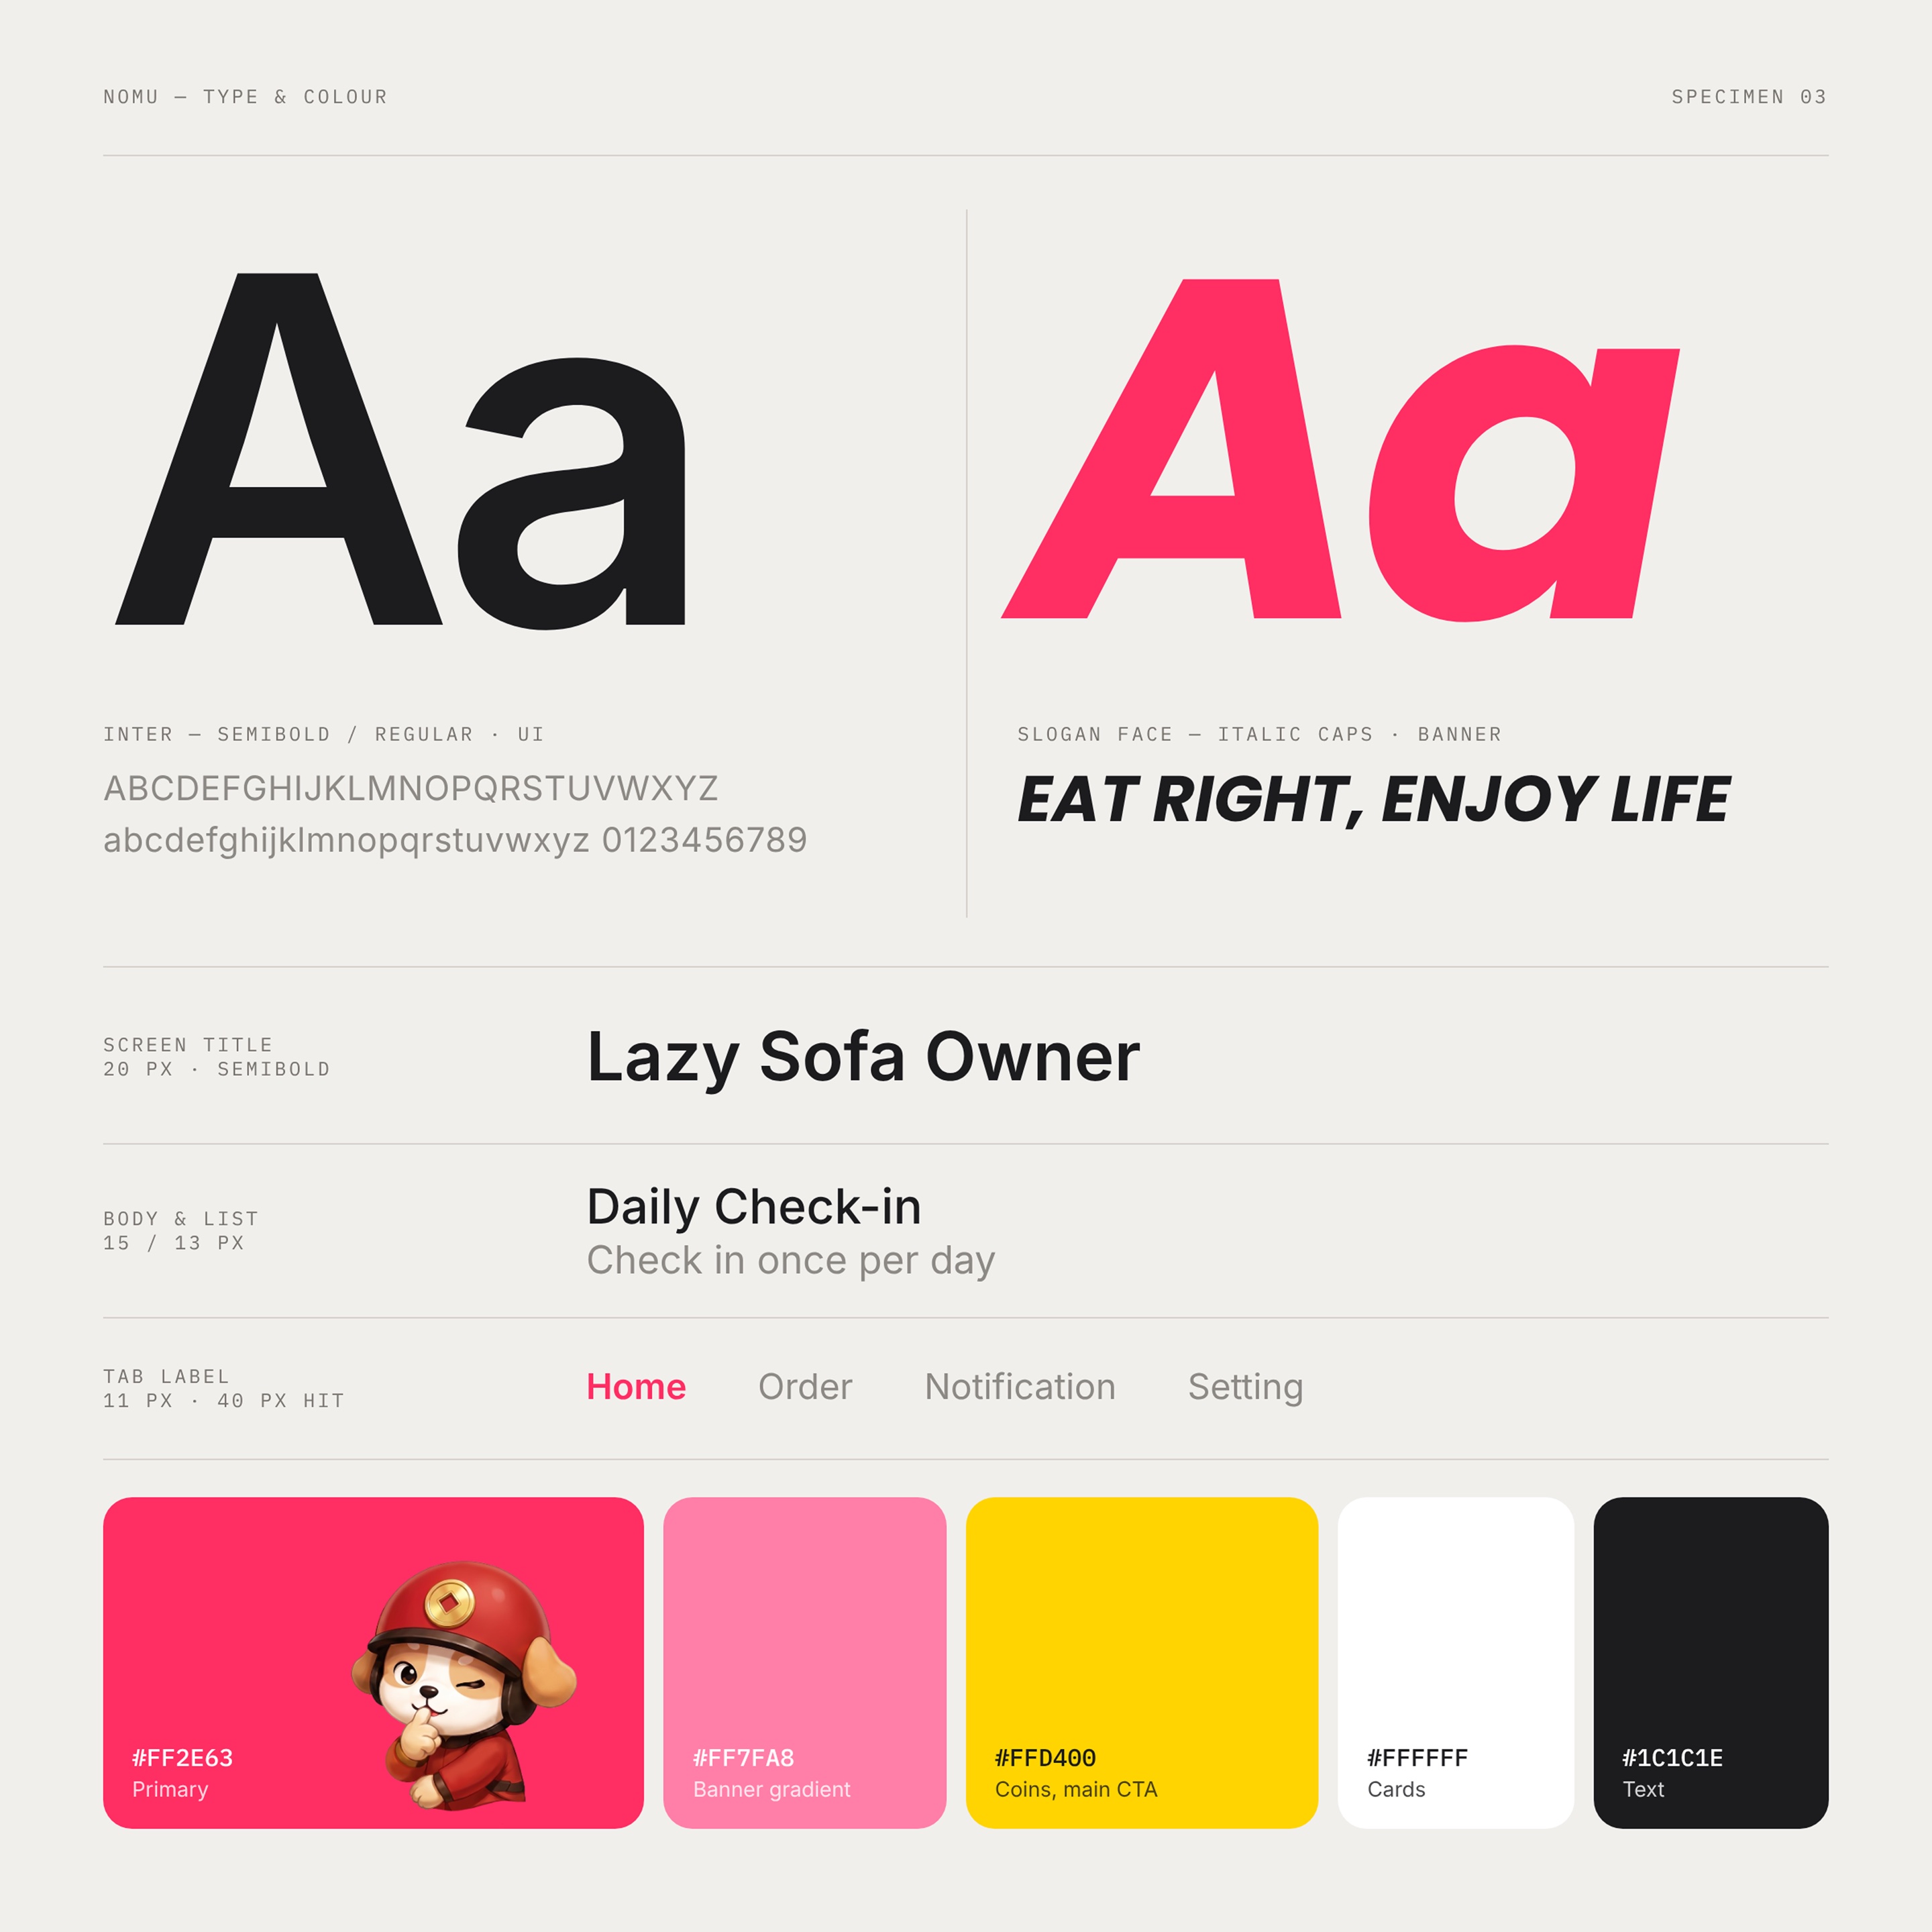 NOMU — TYPE & COLOUR
SPECIMEN 03
Aa
INTER — SEMIBOLD / REGULAR · UI
ABCDEFGHIJKLMNOPQRSTUVWXYZ
abcdefghijklmnopqrstuvwxyz 0123456789
Aa
SLOGAN FACE — ITALIC CAPS · BANNER
EAT RIGHT, ENJOY LIFE
SCREEN TITLE
20 PX · SEMIBOLD
Lazy Sofa Owner
BODY & LIST
15 / 13 PX
Daily Check-in
Check in once per day
TAB LABEL
11 PX · 40 PX HIT
Home Order Notification Setting
#FF2E63
Primary
#FF7FA8
Banner gradient
#FFD400
Coins, main CTA
#FFFFFF
Cards
#1C1C1E
Text